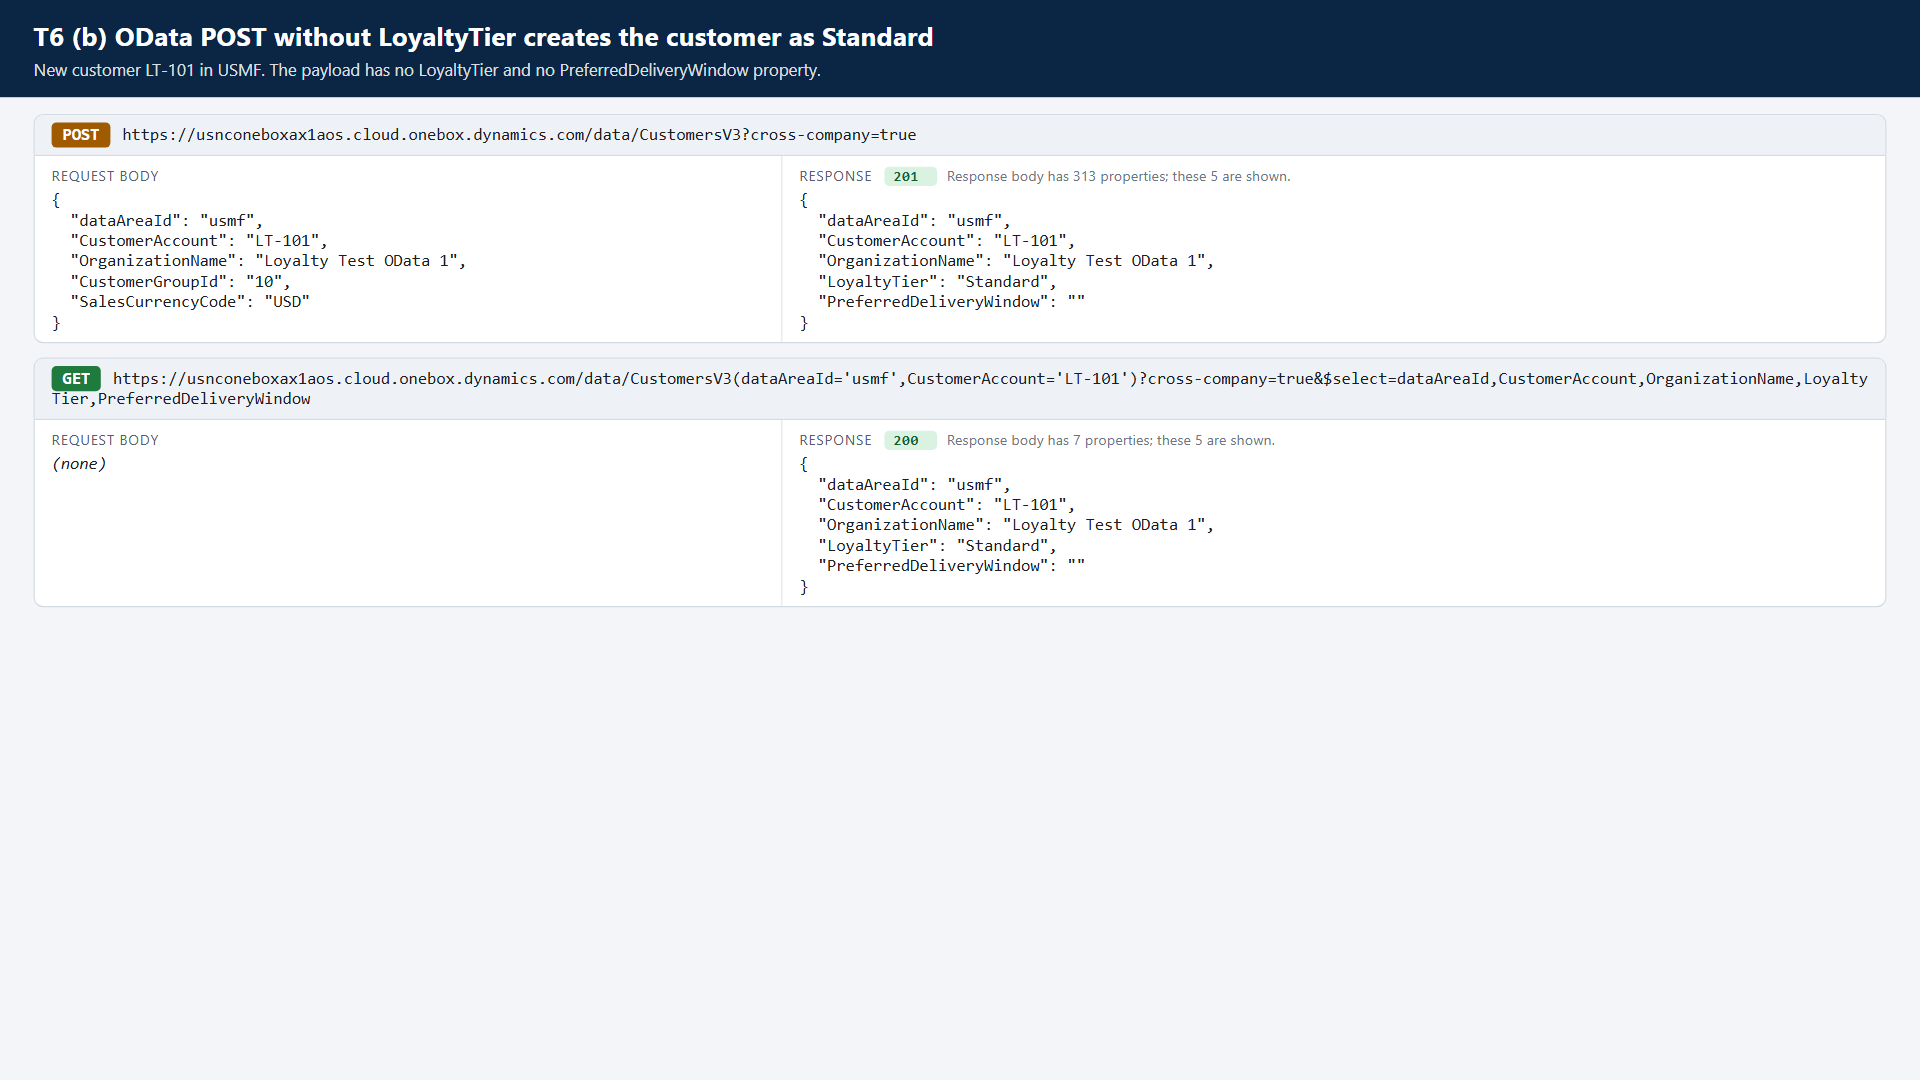 T6 (b) OData POST without LoyaltyTier creates the customer as Standard
New customer LT-101 in USMF. The payload has no LoyaltyTier and no PreferredDeliveryWindow property.
POST https://usnconeboxax1aos.cloud.onebox.dynamics.com/data/CustomersV3?cross-company=true
REQUEST BODY
{
  "dataAreaId": "usmf",
  "CustomerAccount": "LT-101",
  "OrganizationName": "Loyalty Test OData 1",
  "CustomerGroupId": "10",
  "SalesCurrencyCode": "USD"
}
RESPONSE 201 Response body has 313 properties; these 5 are shown.
{
  "dataAreaId": "usmf",
  "CustomerAccount": "LT-101",
  "OrganizationName": "Loyalty Test OData 1",
  "LoyaltyTier": "Standard",
  "PreferredDeliveryWindow": ""
}
GET https://usnconeboxax1aos.cloud.onebox.dynamics.com/data/CustomersV3(dataAreaId='usmf',CustomerAccount='LT-101')?cross-company=true&$select=dataAreaId,CustomerAccount,OrganizationName,Loyalty
Tier,PreferredDeliveryWindow
REQUEST BODY
(none)
RESPONSE 200 Response body has 7 properties; these 5 are shown.
{
  "dataAreaId": "usmf",
  "CustomerAccount": "LT-101",
  "OrganizationName": "Loyalty Test OData 1",
  "LoyaltyTier": "Standard",
  "PreferredDeliveryWindow": ""
}